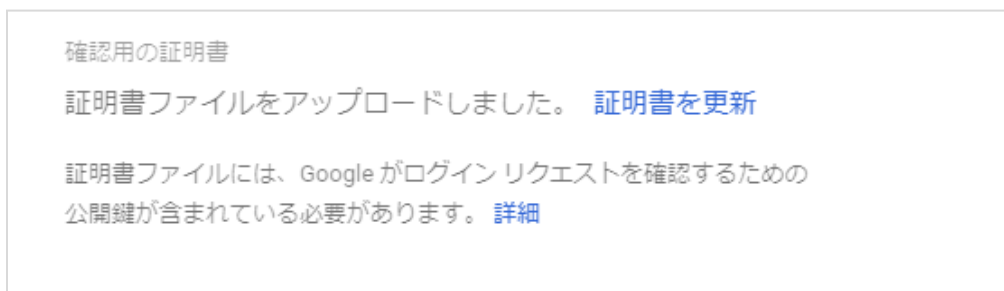 確認用の証明書
証明書ファイルをアップロードしました。 証明書を更新
証明書ファイルには、Google がログイン リクエストを確認するための
公開鍵が含まれている必要があります。 詳細